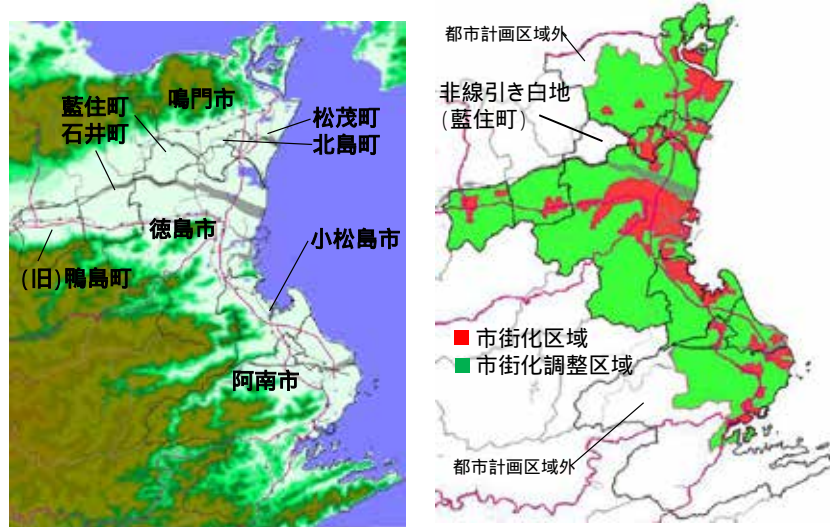 鳴門市
藍住町
石井町
松茂町
北島町
徳島市
小松島市
(旧)鴨島町
阿南市
都市計画区域外
非線引き白地
(藍住町)
市街化区域
市街化調整区域
都市計画区域外